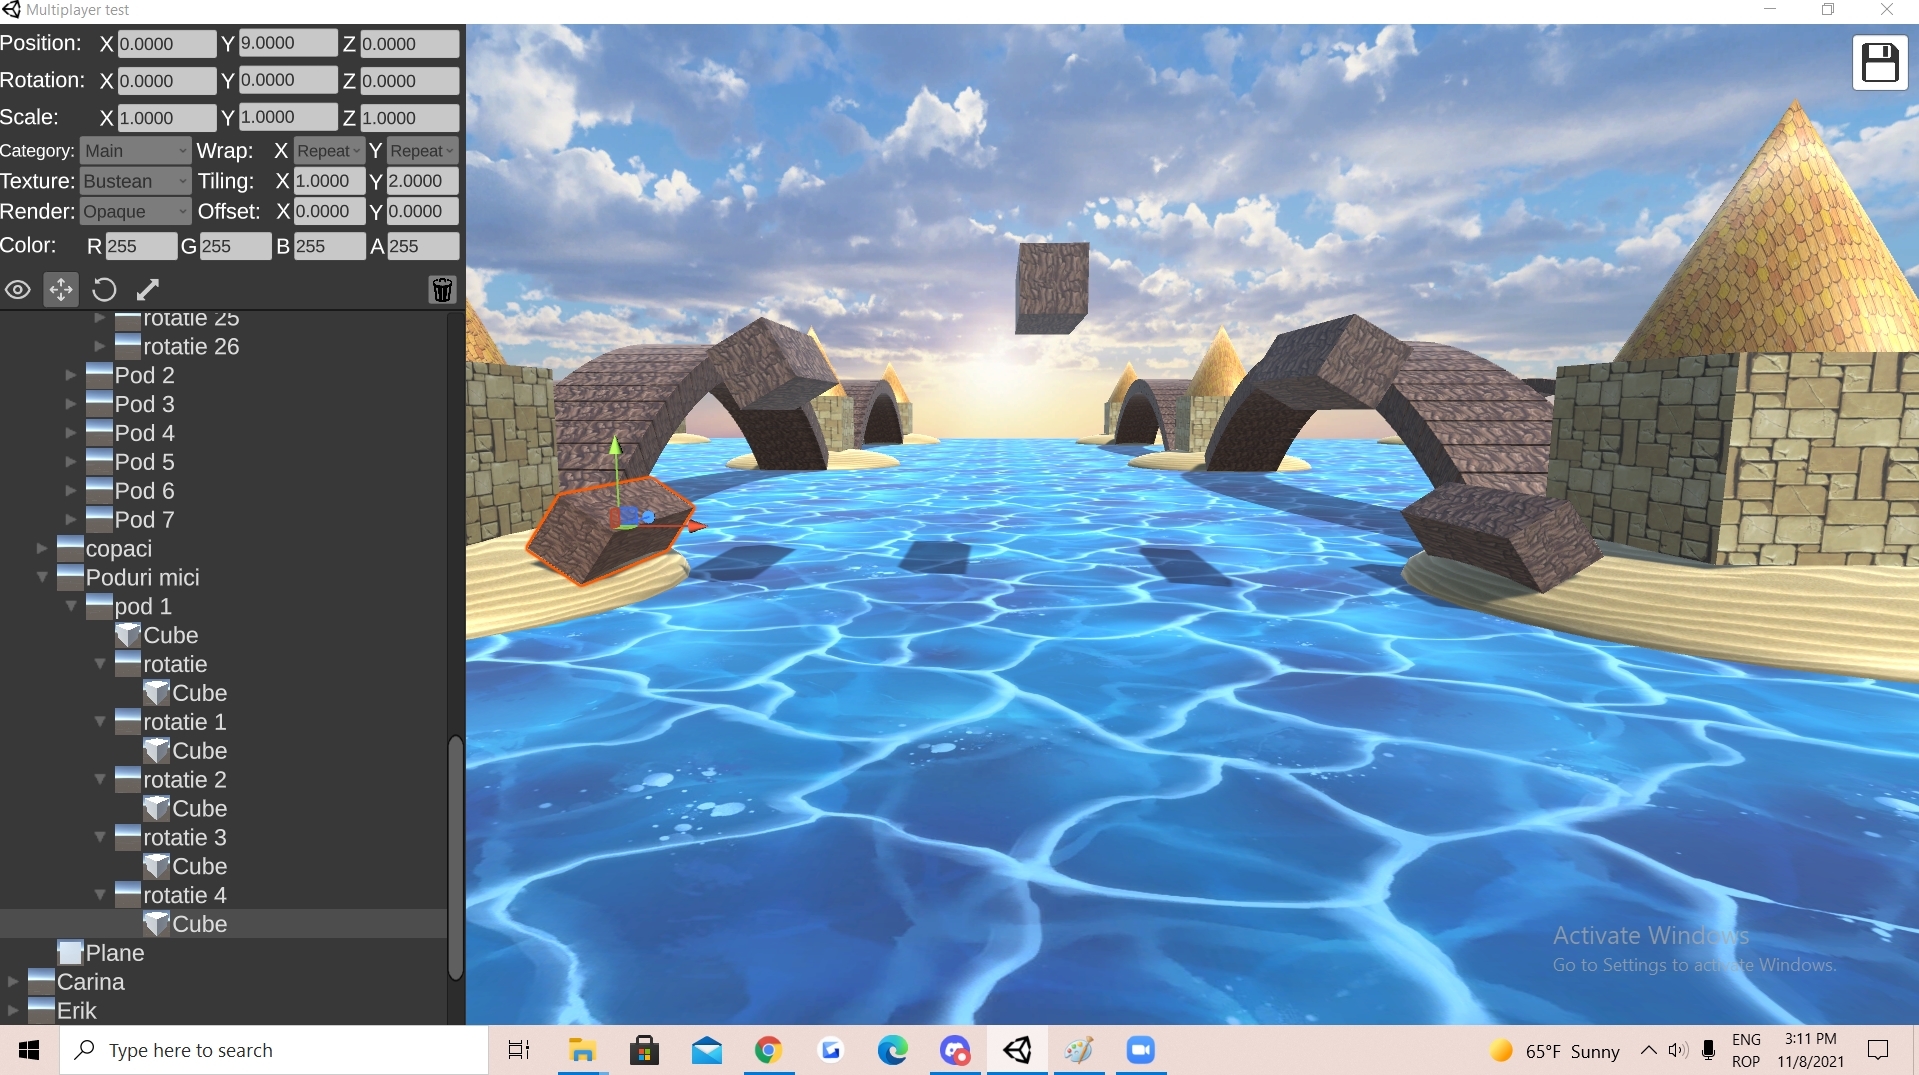 Multiplayer test
Position: X 0.0000 Y 9.0000 Z 0.0000
Rotation: X 0.0000 Y 0.0000 Z 0.0000
Scale: X 1.0000 Y 1.0000 Z 1.0000
Category: Main Wrap: X Repeat Y Repeat
Texture: Bustean Tiling: X 1.0000 Y 2.0000
Render: Opaque Offset: X 0.0000 Y 0.0000
Color: R 255 G 255 B 255 A 255
rotatie 25
rotatie 26
Pod 2
Pod 3
Pod 4
Pod 5
Pod 6
Pod 7
copaci
Poduri mici
pod 1
Cube
rotatie
Cube
rotatie 1
Cube
rotatie 2
Cube
rotatie 3
Cube
rotatie 4
Cube
Plane
Carina
Erik
Activate Windows
Go to Settings to activate Windows.
Type here to search
65°F Sunny
ENG
ROP
3:11 PM
11/8/2021